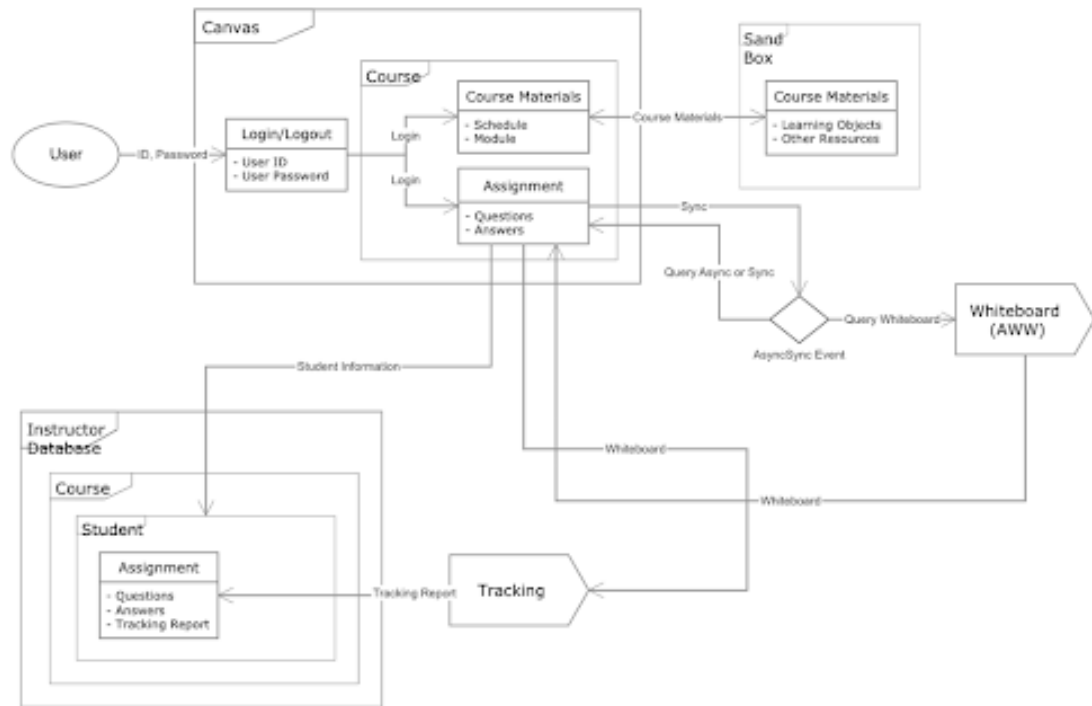 Canvas
Sand
Box
Course
Course Materials
- Schedule
- Module
Course Materials
Course Materials
- Learning Objects
- Other Resources
User
ID, Password
Login/Logout
- User ID
- User Password
Login
Login
Assignment
- Questions
- Answers
Sync
Query Async or Sync
Query Whiteboard
Whiteboard
(AWW)
AsyncSync Event
Student Information
Instructor
Database
Whiteboard
Course
Whiteboard
Student
Assignment
- Questions
- Answers
- Tracking Report
Tracking Report
Tracking